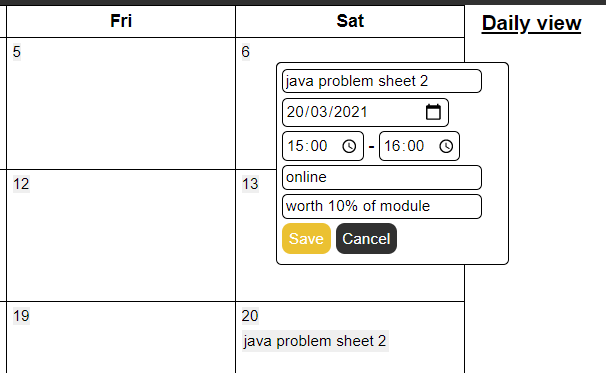 Fri Sat Daily view
5 6
java problem sheet 2
20/03/2021
15:00 - 16:00
online
12 13
worth 10% of module
Save Cancel
19 20
java problem sheet 2